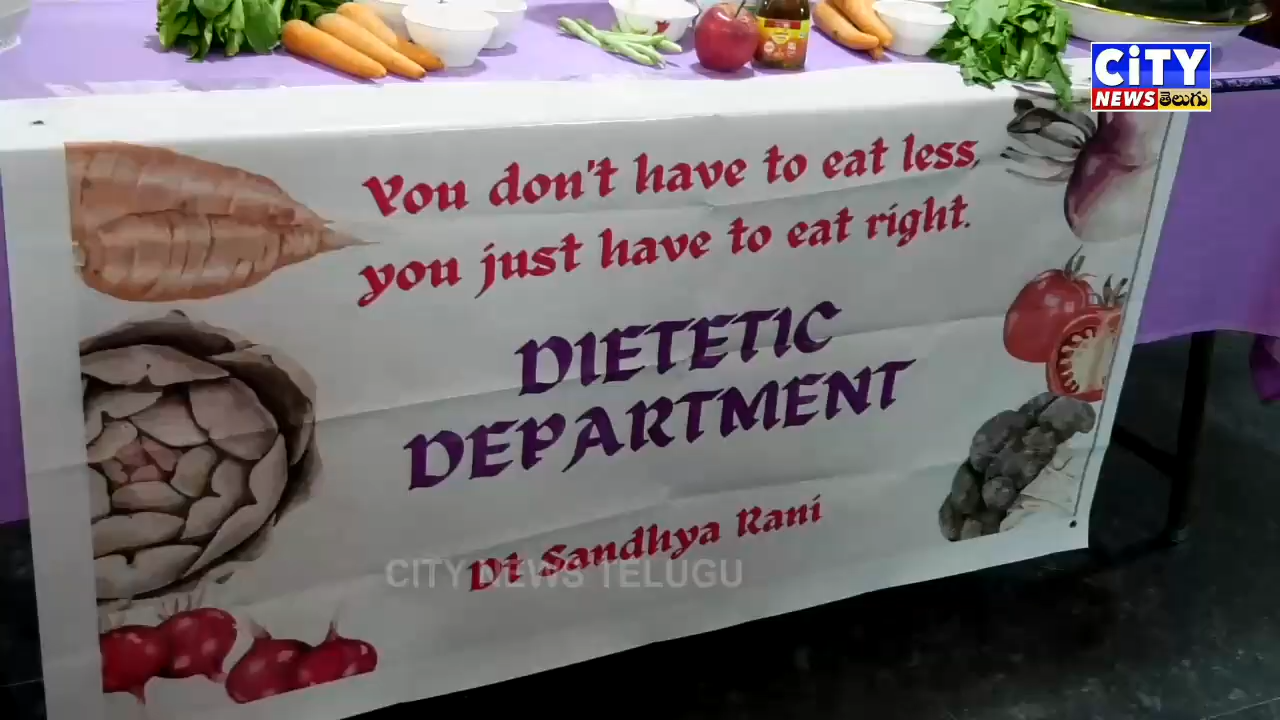 CiTY
NEWS తెలుగు
You don't have to eat less,
you just have to eat right.
DIETETIC
DEPARTMENT
Dt Sandhya Rani
CITY NEWS TELUGU